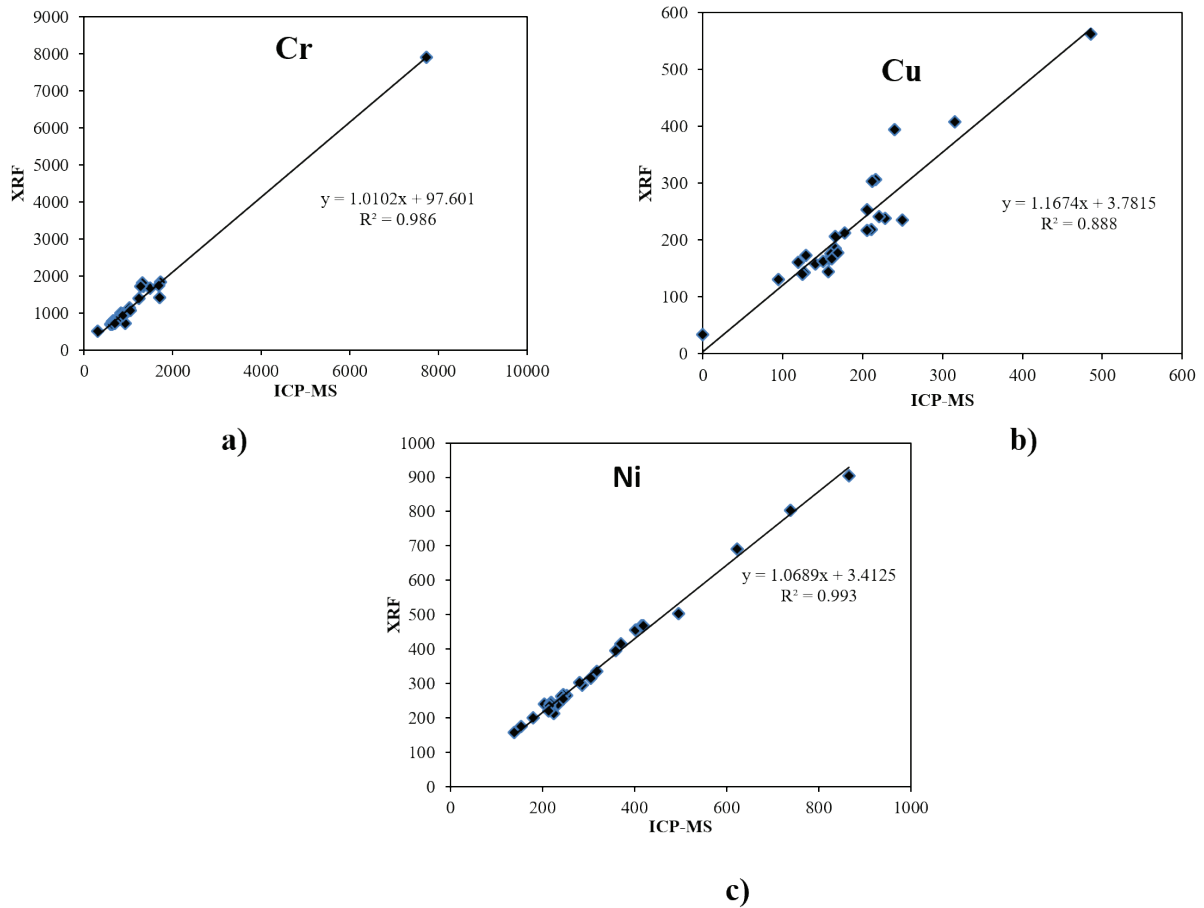 9000
8000
7000
6000
5000
4000
3000
2000
1000
0
XRF
Cr
y = 1.0102x + 97.601
R² = 0.986
0 2000 4000 6000 8000 10000
ICP-MS
a)
600
500
400
300
200
100
0
XRF
Cu
y = 1.1674x + 3.7815
R² = 0.888
0 100 200 300 400 500 600
ICP-MS
b)
1000
900
800
700
600
500
400
300
200
100
0
XRF
Ni
y = 1.0689x + 3.4125
R² = 0.993
0 200 400 600 800 1000
ICP-MS
c)